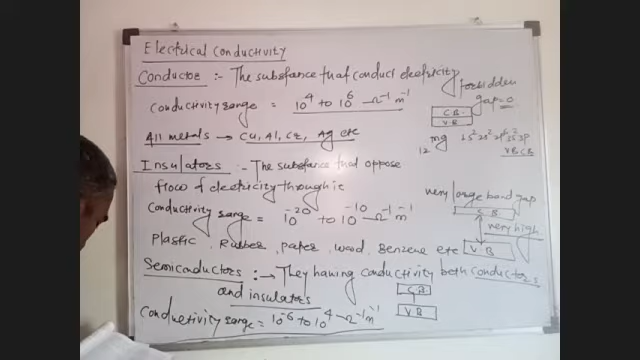 Electrical conductivity
Conductor :- The substance that conduct electricity
conductivity range = 10^4 to 10^6 Ω^-1 m^-1
forbidden
gap = 0
C.B.
V.B
All metals → Cu, Al, Cr, Ag etc
12 mg 1s² 2s² 2p⁶ 3s² 3p
V.B C.B
Insulators :- The substance that oppose
flow of electricity through it
conductivity range = 10^-20 to 10^-10 Ω^-1 m^-1
very large band gap
C.B
very high
V B
Plastic, Rubber, paper, wood, Benzene etc
Semiconductors :→ They having conductivity beth conductors
and insulators
C.B
V B
Conductivity range = 10^-6 to 10^4 Ω^-1 m^-1